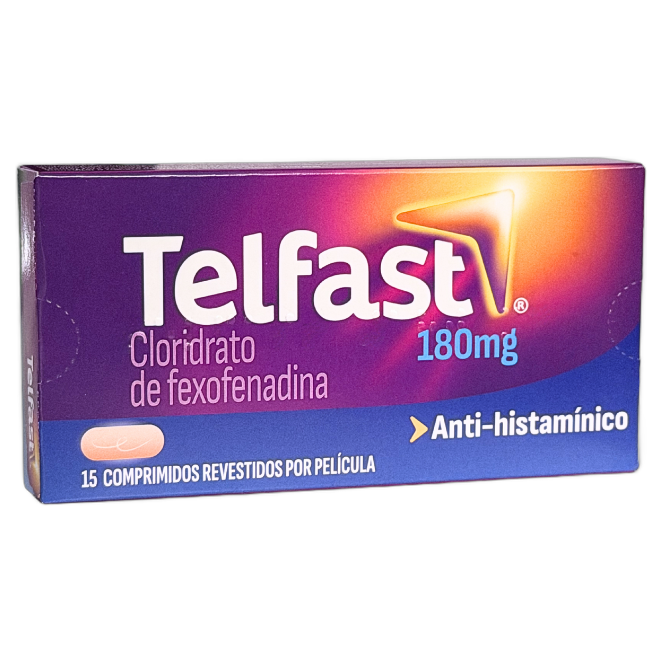 Telfast®
Cloridrato
de fexofenadina
180mg
Anti-histamínico
15 COMPRIMIDOS REVESTIDOS POR PELÍCULA
Telfast